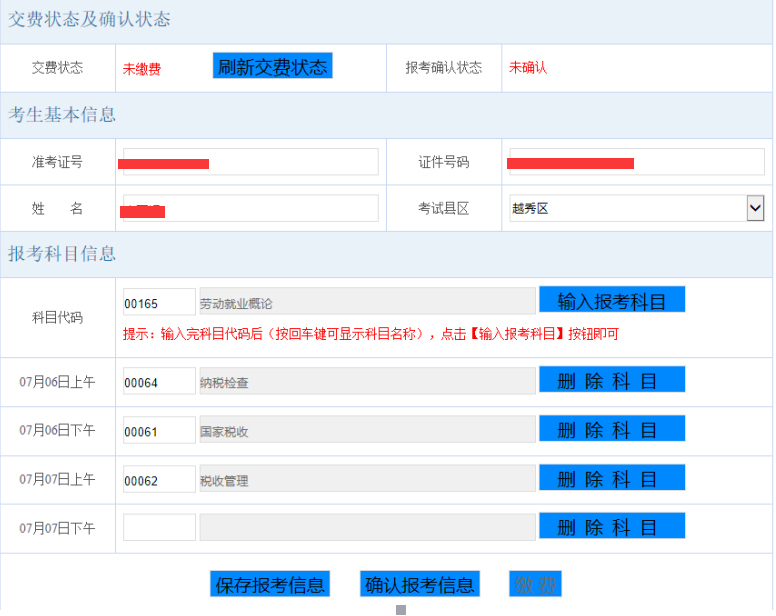 交费状态及确认状态
交费状态 未缴费 刷新交费状态 报考确认状态 未确认
考生基本信息
准考证号 证件号码
姓 名 考试县区 越秀区
报考科目信息
科目代码 00165 劳动就业概论 输入报考科目
提示：输入完科目代码后（按回车键可显示科目名称），点击【输入报考科目】按钮即可
07月06日上午 00064 纳税检查 删 除 科 目
07月06日下午 00061 国家税收 删 除 科 目
07月07日上午 00062 税收管理 删 除 科 目
07月07日下午 删 除 科 目
保存报考信息 确认报考信息 缴 费